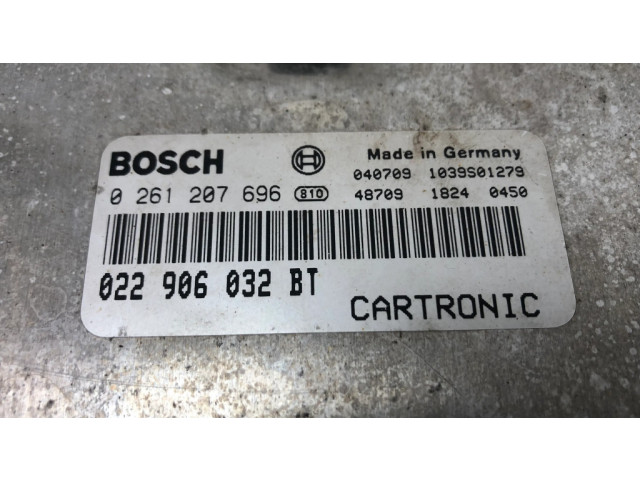 BOSCH Made in Germany
040709 1039S01279
0 261 207 696 810 48709 1824 0450
022 906 032 BT
CARTRONIC